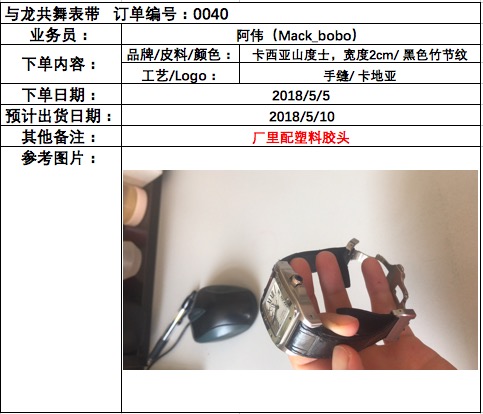 与龙共舞表带 订单编号：0040
业务员： 阿伟（Mack_bobo）
下单内容： 品牌/皮料/颜色： 卡西亚山度士，宽度2cm/ 黑色竹节纹
工艺/Logo： 手缝/ 卡地亚
下单日期： 2018/5/5
预计出货日期： 2018/5/10
其他备注： 厂里配塑料胶头
参考图片：